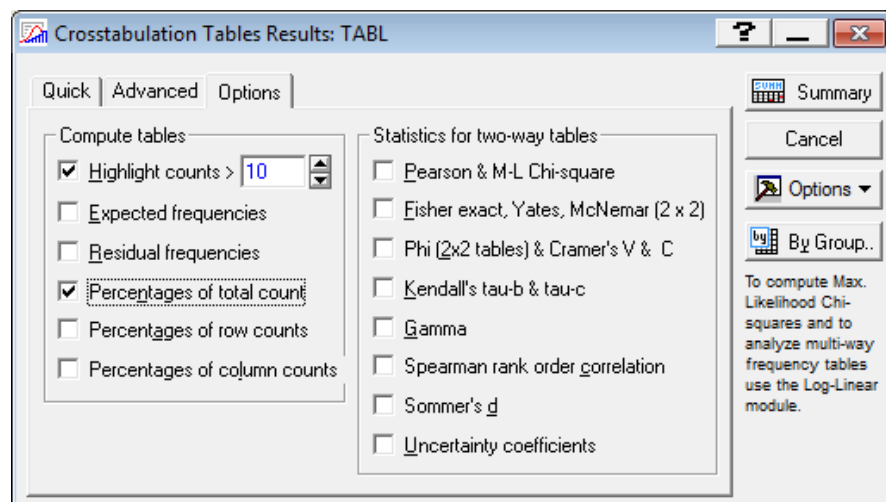 Crosstabulation Tables Results: TABL
Quick
Advanced
Options
Compute tables
Highlight counts > 10
Expected frequencies
Residual frequencies
Percentages of total count
Percentages of row counts
Percentages of column counts
Statistics for two-way tables
Pearson & M-L Chi-square
Fisher exact, Yates, McNemar (2 x 2)
Phi (2x2 tables) & Cramer's V & C
Kendall's tau-b & tau-c
Gamma
Spearman rank order correlation
Sommer's d
Uncertainty coefficients
SUMM
Summary
Cancel
Options
by
By Group..
To compute Max.
Likelihood Chi-
squares and to
analyze multi-way
frequency tables
use the Log-Linear
module.